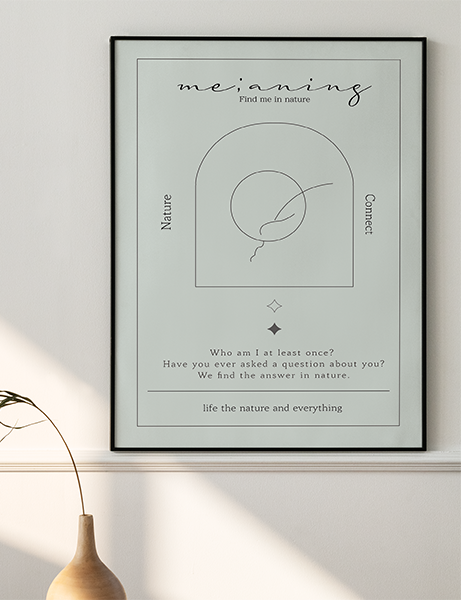 me;aning
Find me in nature
Nature
Connect
Who am I at least once?
Have you ever asked a question about you?
We find the answer in nature.
life the nature and everything